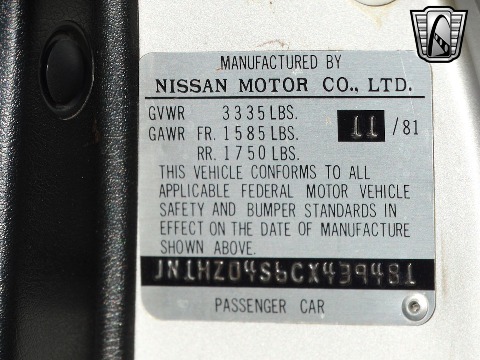 MANUFACTURED BY
NISSAN MOTOR CO., LTD.
GVWR 3335 LBS.
GAWR FR. 1585 LBS. 11/81
RR. 1750 LBS.
THIS VEHICLE CONFORMS TO ALL
APPLICABLE FEDERAL MOTOR VEHICLE
SAFETY AND BUMPER STANDARDS IN
EFFECT ON THE DATE OF MANUFACTURE
SHOWN ABOVE.
JN1HZ04S6CX439481
PASSENGER CAR